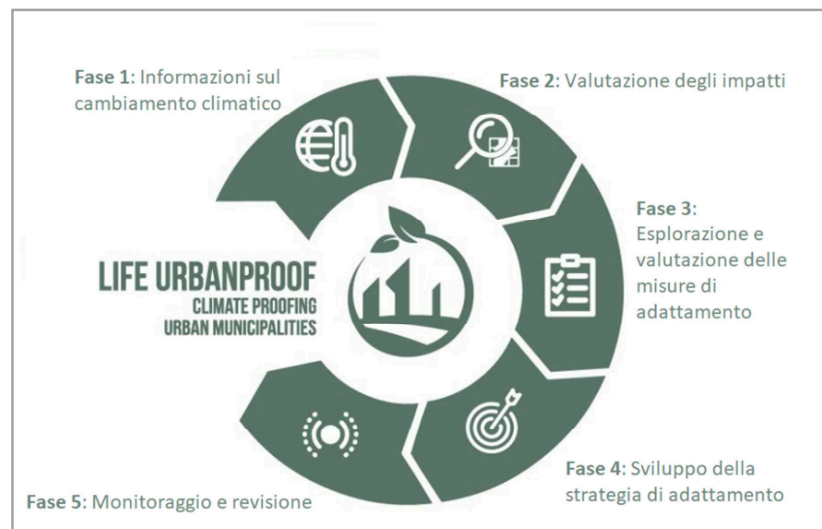 Fase 1: Informazioni sul
cambiamento climatico
Fase 2: Valutazione degli impatti
Fase 3:
Esplorazione e
valutazione delle
misure di
adattamento
LIFE URBANPROOF
CLIMATE PROOFING
URBAN MUNICIPALITIES
Fase 4: Sviluppo della
strategia di adattamento
Fase 5: Monitoraggio e revisione